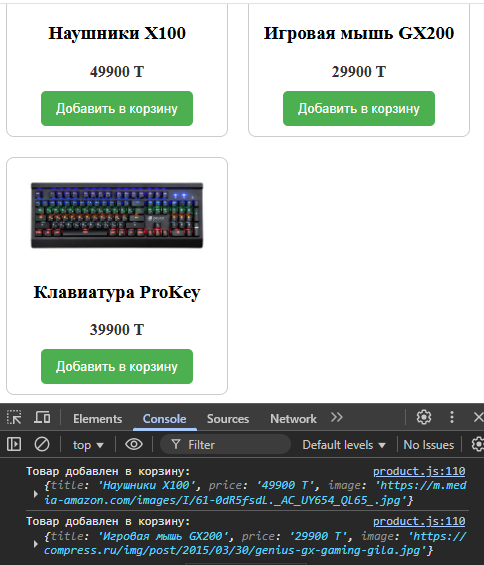 Наушники X100
Игровая мышь GX200
49900 T
29900 T
Добавить в корзину
Добавить в корзину
Клавиатура ProKey
39900 T
Добавить в корзину
Elements
Console
Sources
Network
top
Filter
Default levels
No Issues
Товар добавлен в корзину:
product.js:110
{title: 'Наушники X100', price: '49900 T', image: 'https://m.med
ia-amazon.com/images/I/61-0dR5fsdL._AC_UY654_QL65_.jpg'}
Товар добавлен в корзину:
product.js:110
{title: 'Игровая мышь GX200', price: '29900 T', image: 'https://
compress.ru/img/post/2015/03/30/genius-gx-gaming-gila.jpg'}